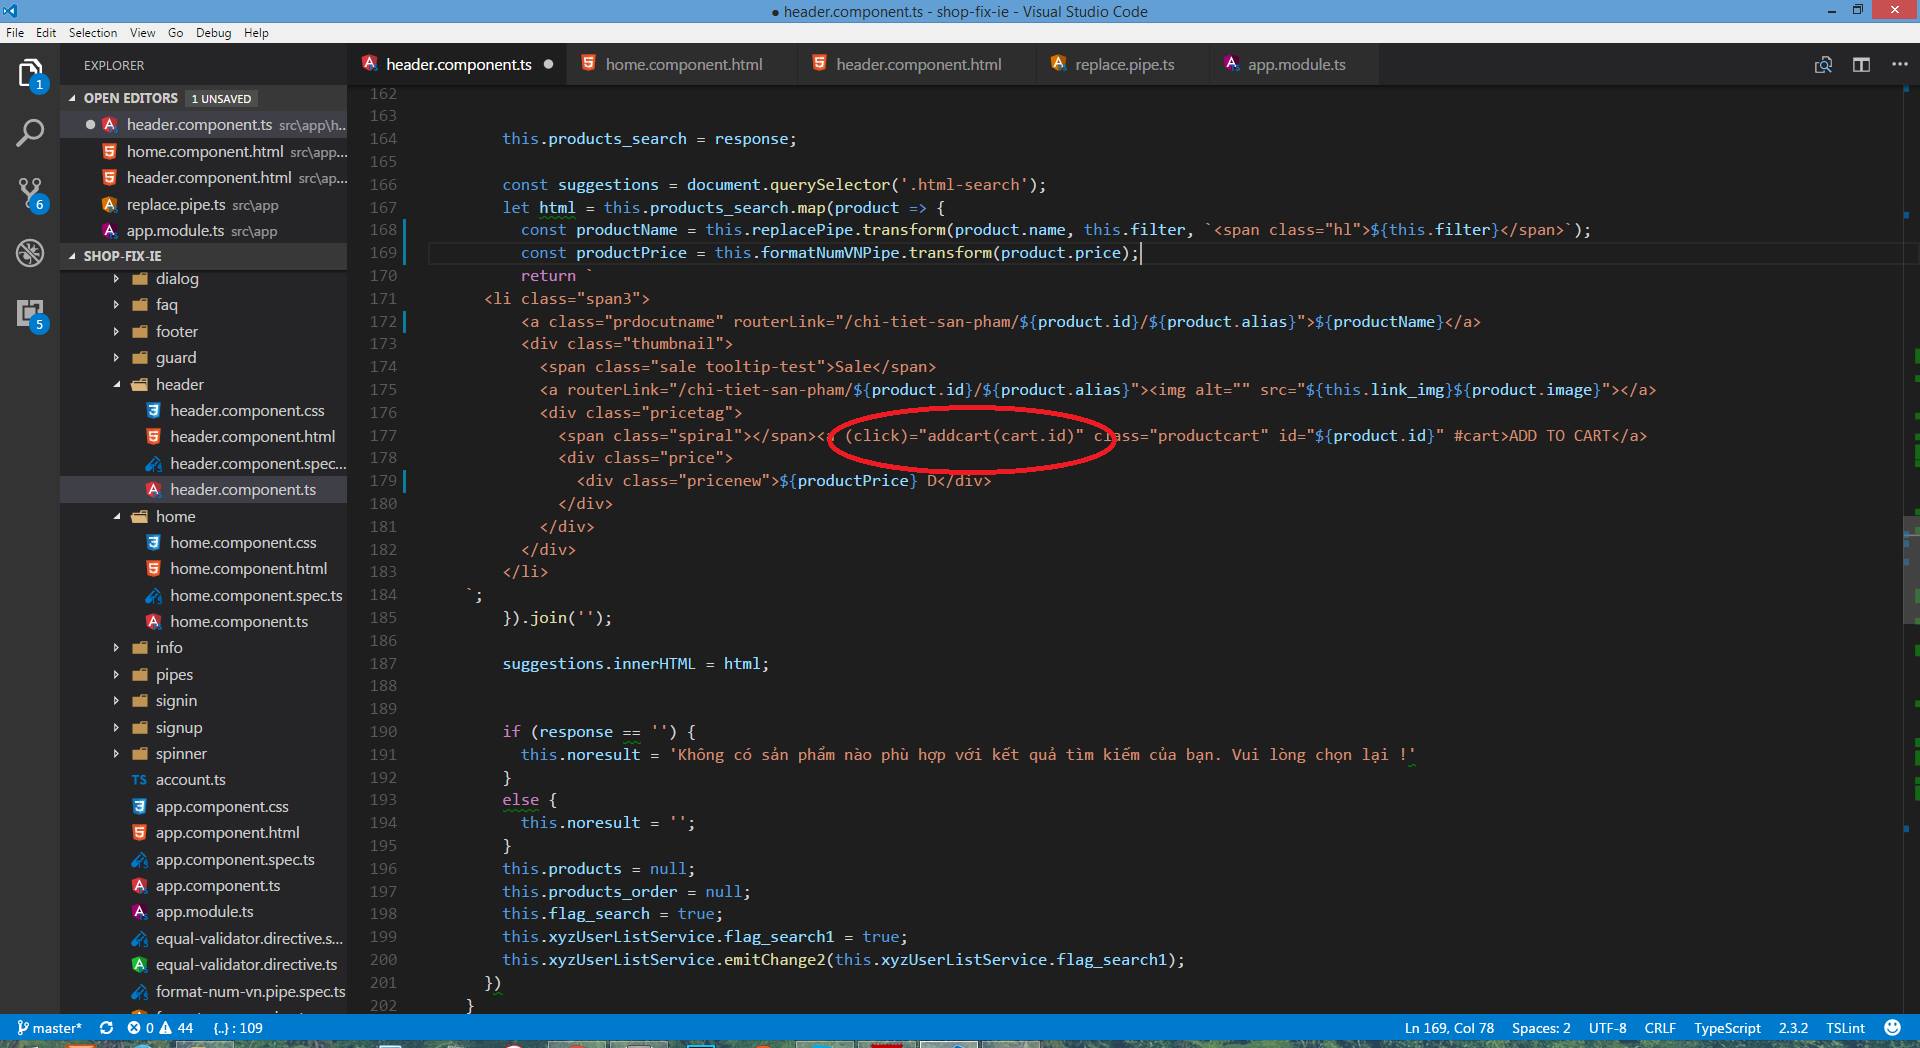 ● header.component.ts - shop-fix-ie - Visual Studio Code
File Edit Selection View Go Debug Help
EXPLORER
OPEN EDITORS 1 UNSAVED
header.component.ts src\app\h...
home.component.html src\app...
header.component.html src\ap...
replace.pipe.ts src\app
app.module.ts src\app
SHOP-FIX-IE
dialog
faq
footer
guard
header
header.component.css
header.component.html
header.component.spec...
header.component.ts
home
home.component.css
home.component.html
home.component.spec.ts
home.component.ts
info
pipes
signin
signup
spinner
TS account.ts
app.component.css
app.component.html
app.component.spec.ts
app.component.ts
app.module.ts
equal-validator.directive.s...
equal-validator.directive.ts
format-num-vn.pipe.spec.ts
1
6
5
header.component.ts home.component.html header.component.html replace.pipe.ts app.module.ts
162
163
164 this.products_search = response;
165
166 const suggestions = document.querySelector('.html-search');
167 let html = this.products_search.map(product => {
168 const productName = this.replacePipe.transform(product.name, this.filter, `<span class="hl">${this.filter}</span>`);
169 const productPrice = this.formatNumVNPipe.transform(product.price);
170 return `
171 <li class="span3">
172 <a class="prdocutname" routerLink="/chi-tiet-san-pham/${product.id}/${product.alias}">${productName}</a>
173 <div class="thumbnail">
174 <span class="sale tooltip-test">Sale</span>
175 <a routerLink="/chi-tiet-san-pham/${product.id}/${product.alias}"><img alt="" src="${this.link_img}${product.image}"></a>
176 <div class="pricetag">
177 <span class="spiral"></span><a (click)="addcart(cart.id)" class="productcart" id="${product.id}" #cart>ADD TO CART</a>
178 <div class="price">
179 <div class="pricenew">${productPrice} D</div>
180 </div>
181 </div>
182 </div>
183 </li>
184 `;
185 }).join('');
186
187 suggestions.innerHTML = html;
188
189
190 if (response == '') {
191 this.noresult = 'Không có sản phẩm nào phù hợp với kết quả tìm kiếm của bạn. Vui lòng chọn lại !'
192 }
193 else {
194 this.noresult = '';
195 }
196 this.products = null;
197 this.products_order = null;
198 this.flag_search = true;
199 this.xyzUserListService.flag_search1 = true;
200 this.xyzUserListService.emitChange2(this.xyzUserListService.flag_search1);
201 })
202 }
master* 0 44 {..} : 109 Ln 169, Col 78 Spaces: 2 UTF-8 CRLF TypeScript 2.3.2 TSLint